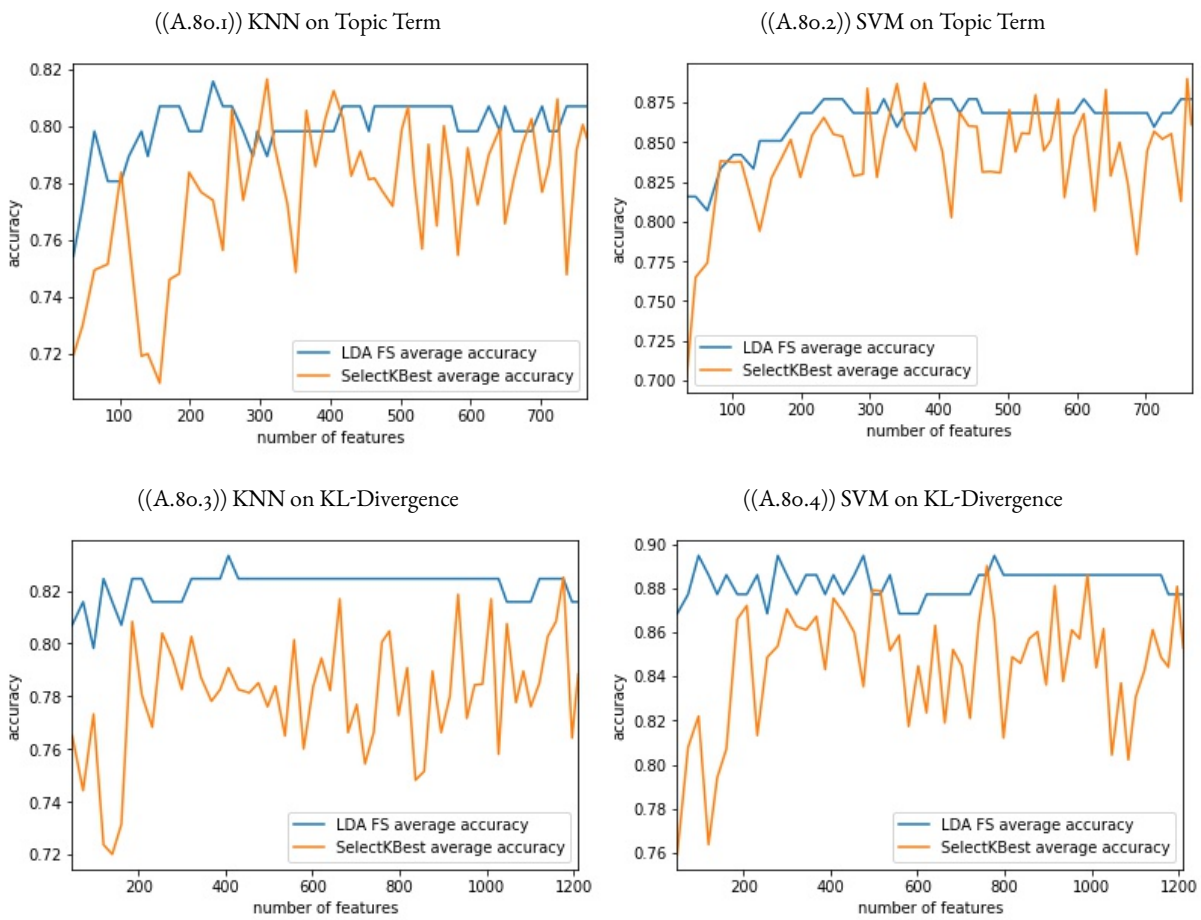 ((A.80.1)) KNN on Topic Term
0.82
0.80
0.78
0.76
0.74
0.72
accuracy
100 200 300 400 500 600 700
number of features
LDA FS average accuracy
SelectKBest average accuracy
((A.80.2)) SVM on Topic Term
0.875
0.850
0.825
0.800
0.775
0.750
0.725
0.700
accuracy
100 200 300 400 500 600 700
number of features
LDA FS average accuracy
SelectKBest average accuracy
((A.80.3)) KNN on KL-Divergence
0.82
0.80
0.78
0.76
0.74
0.72
accuracy
200 400 600 800 1000 1200
number of features
LDA FS average accuracy
SelectKBest average accuracy
((A.80.4)) SVM on KL-Divergence
0.90
0.88
0.86
0.84
0.82
0.80
0.78
0.76
accuracy
200 400 600 800 1000 1200
number of features
LDA FS average accuracy
SelectKBest average accuracy